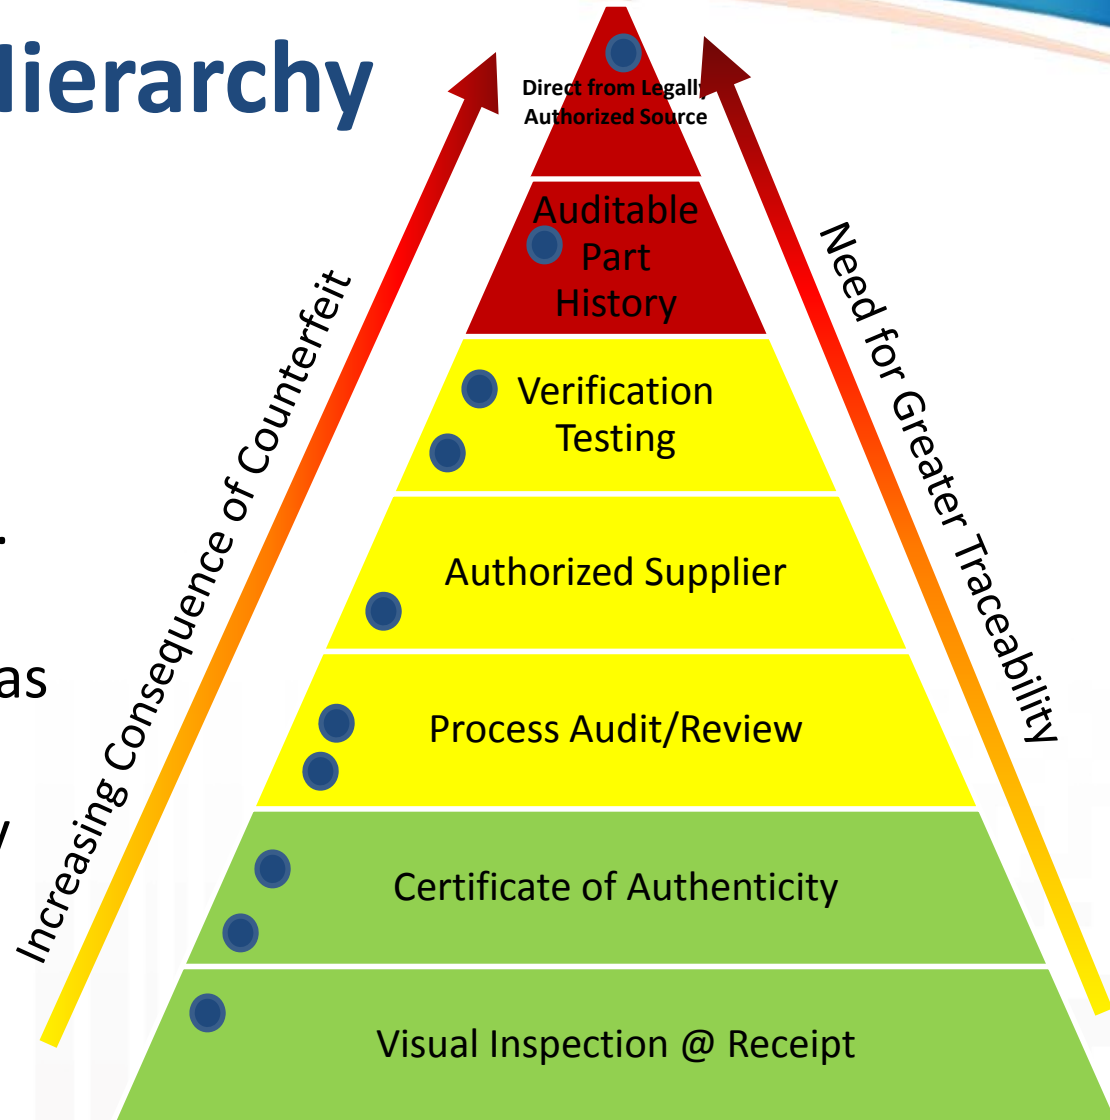 Hierarchy
Direct from Legally
Authorized Source
Auditable
Part
History
Increasing Consequence of Counterfeit
Need for Greater Traceability
Verification
Testing
.
Authorized Supplier
as
Process Audit/Review
y
Certificate of Authenticity
Visual Inspection @ Receipt